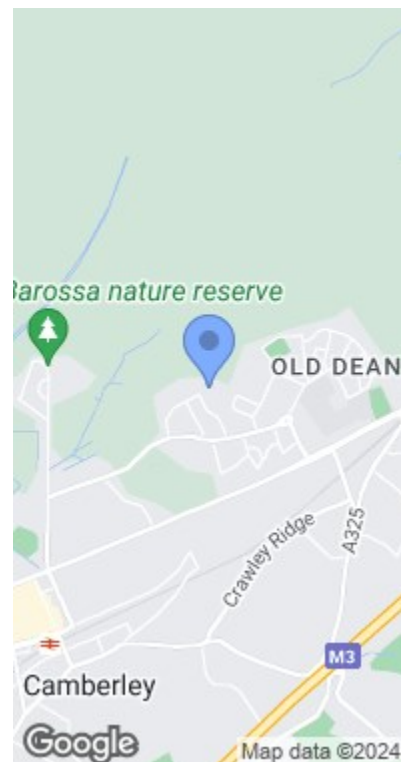 Barossa nature reserve
OLD DEAN
A325
Crawley Ridge
M3
Camberley
Google
Map data ©2024